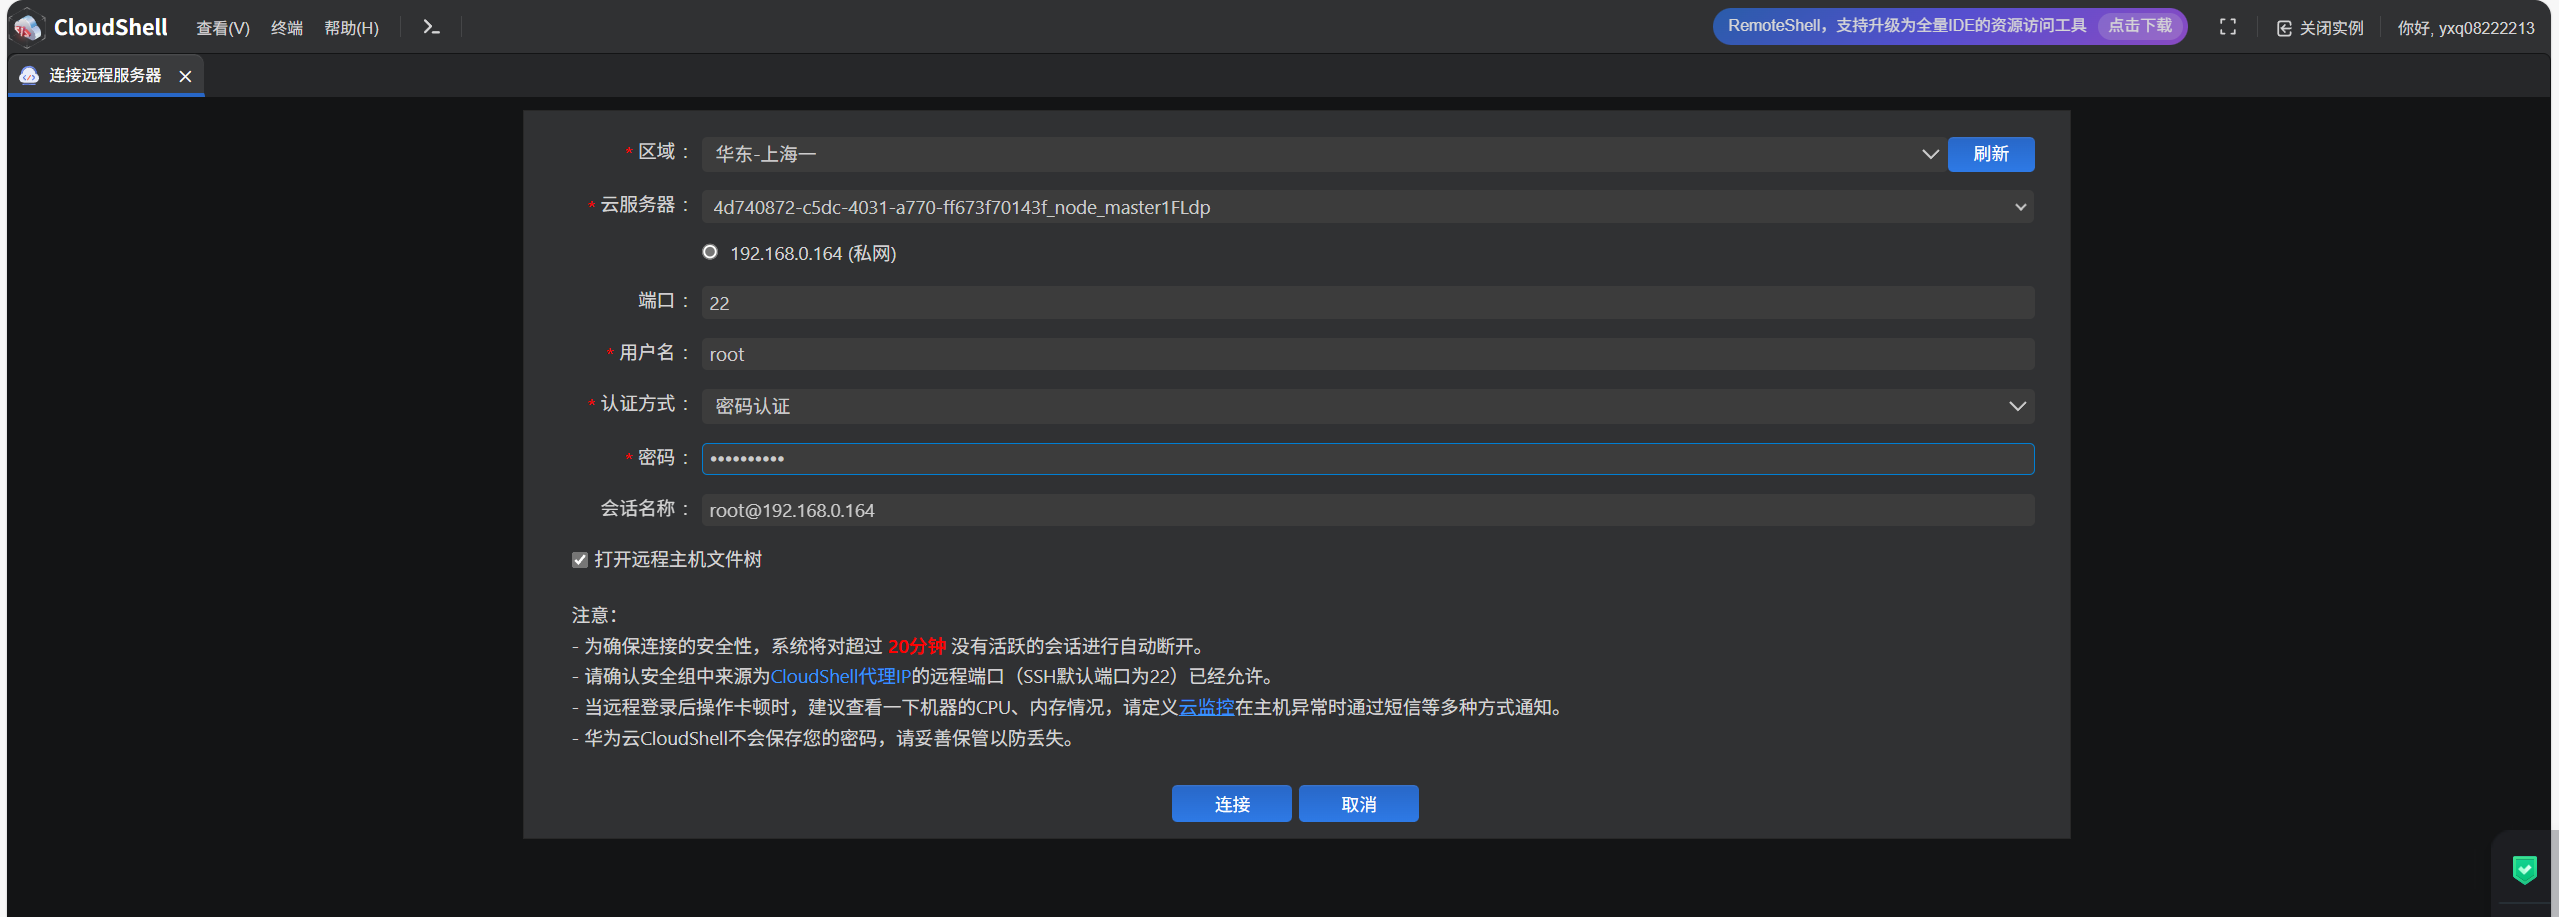 CloudShell 查看(V) 终端 帮助(H) RemoteShell，支持升级为全量IDE的资源访问工具 点击下载 关闭实例 你好, yxq08222213
连接远程服务器
* 区域： 华东-上海一 刷新
* 云服务器： 4d740872-c5dc-4031-a770-ff673f70143f_node_master1FLdp
192.168.0.164 (私网)
端口： 22
* 用户名： root
* 认证方式： 密码认证
* 密码： ••••••••••
会话名称： root@192.168.0.164
打开远程主机文件树
注意：
- 为确保连接的安全性，系统将对超过 20分钟 没有活跃的会话进行自动断开。
- 请确认安全组中来源为CloudShell代理IP的远程端口（SSH默认端口为22）已经允许。
- 当远程登录后操作卡顿时，建议查看一下机器的CPU、内存情况，请定义云监控在主机异常时通过短信等多种方式通知。
- 华为云CloudShell不会保存您的密码，请妥善保管以防丢失。
连接 取消